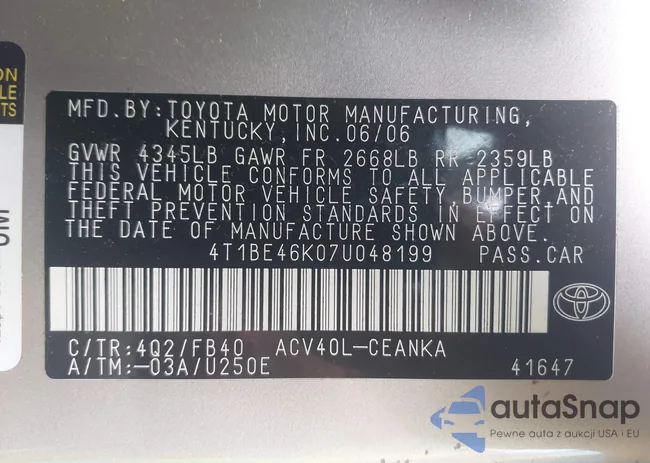 ON
LE
TS
MFD.BY:TOYOTA MOTOR MANUFACTURING,
KENTUCKY, INC.06/06
GVWR 4345LB GAWR FR 2668LB RR 2359LB
THIS VEHICLE CONFORMS TO ALL APPLICABLE
FEDERAL MOTOR VEHICLE SAFETY,BUMPER,AND
THEFT PREVENTION STANDARDS IN EFFECT ON
THE DATE OF MANUFACTURE SHOWN ABOVE.
4T1BE46K07U048199 PASS.CAR
C/TR:4Q2/FB40 ACV40L-CEANKA
A/TM:-03A/U250E 41647
autaSnap
Pewne auta z aukcji USA i EU